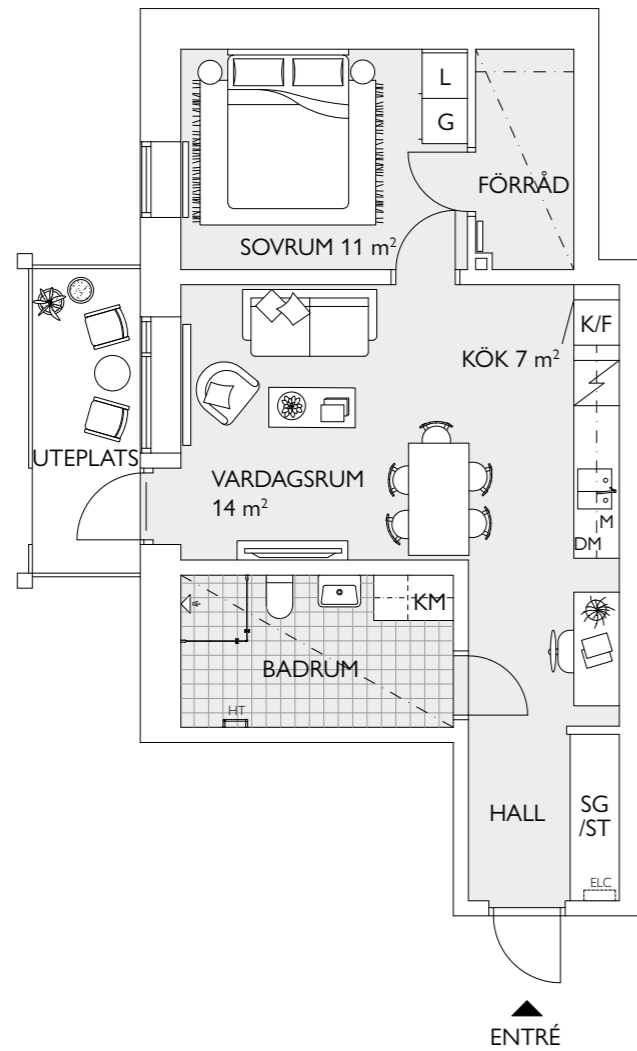 L
G
FÖRRÅD
SOVRUM 11 m²
K/F
KÖK 7 m²
UTEPLATS
VARDAGSRUM
14 m²
M
DM
KM
BADRUM
HT
HALL
SG
/ST
ELC
ENTRÉ